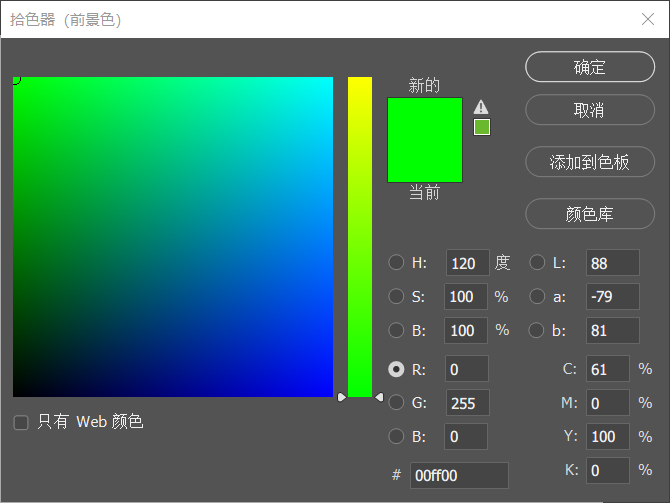 拾色器（前景色）
新的
当前
确定
取消
添加到色板
颜色库
H: 120 度
S: 100 %
B: 100 %
R: 0
G: 255
B: 0
# 00ff00
L: 88
a: -79
b: 81
C: 61 %
M: 0 %
Y: 100 %
K: 0 %
只有 Web 颜色